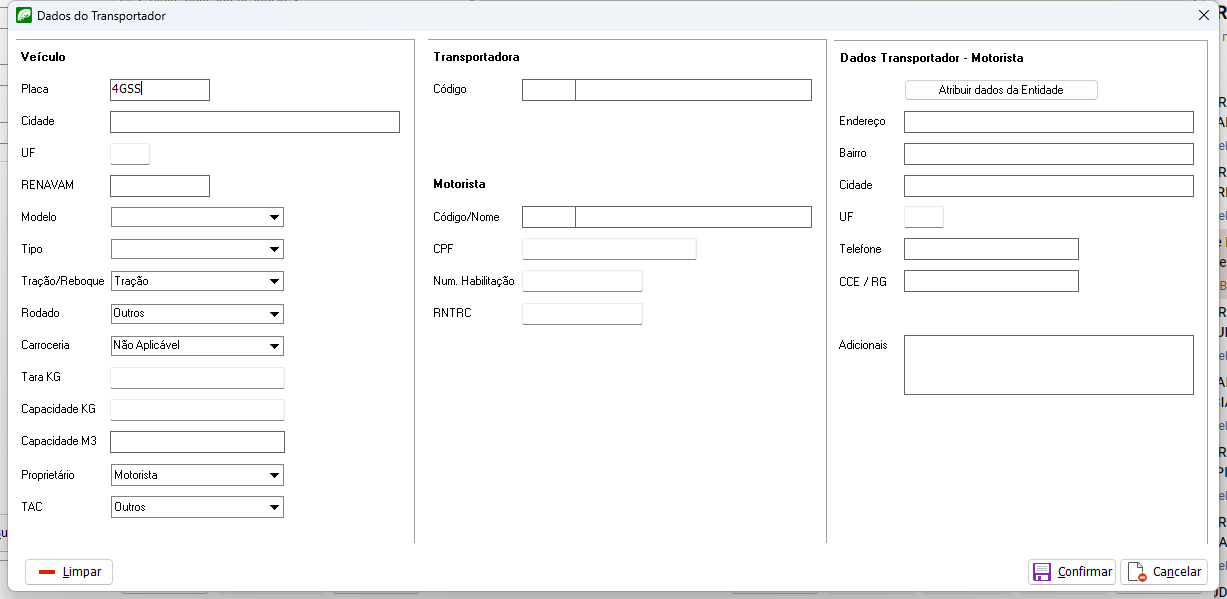 Dados do Transportador
Veículo
Placa 4GSS
Cidade
UF
RENAVAM
Modelo
Tipo
Tração/Reboque Tração
Rodado Outros
Carroceria Não Aplicável
Tara KG
Capacidade KG
Capacidade M3
Proprietário Motorista
TAC Outros
Transportadora
Código
Motorista
Código/Nome
CPF
Num. Habilitação
RNTRC
Dados Transportador - Motorista
Atribuir dados da Entidade
Endereço
Bairro
Cidade
UF
Telefone
CCE / RG
Adicionais
Limpar
Confirmar
Cancelar